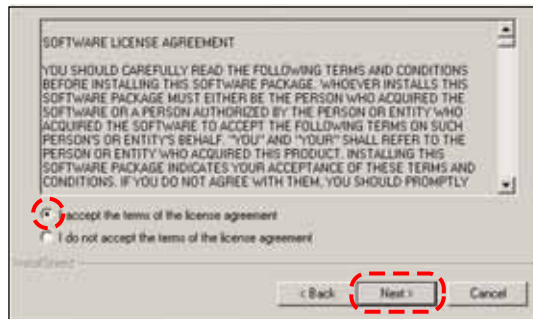 SOFTWARE LICENSE AGREEMENT
YOU SHOULD CAREFULLY READ THE FOLLOWING TERMS AND CONDITIONS
BEFORE INSTALLING THIS SOFTWARE PACKAGE. WHOEVER INSTALLS THIS
SOFTWARE PACKAGE MUST EITHER BE THE PERSON WHO ACQUIRED THE
SOFTWARE OR A PERSON AUTHORIZED BY THE PERSON OR ENTITY WHO
ACQUIRED THE SOFTWARE TO ACCEPT THE FOLLOWING TERMS ON SUCH
PERSON'S OR ENTITY'S BEHALF. "YOU" AND "YOUR" SHALL REFER TO THE
PERSON OR ENTITY WHO ACQUIRED THIS PRODUCT. INSTALLING THIS
SOFTWARE PACKAGE INDICATES YOUR ACCEPTANCE OF THESE TERMS AND
CONDITIONS. IF YOU DO NOT AGREE WITH THEM, YOU SHOULD PROMPTLY
I accept the terms of the license agreement
I do not accept the terms of the license agreement
InstallShield
< Back Next > Cancel